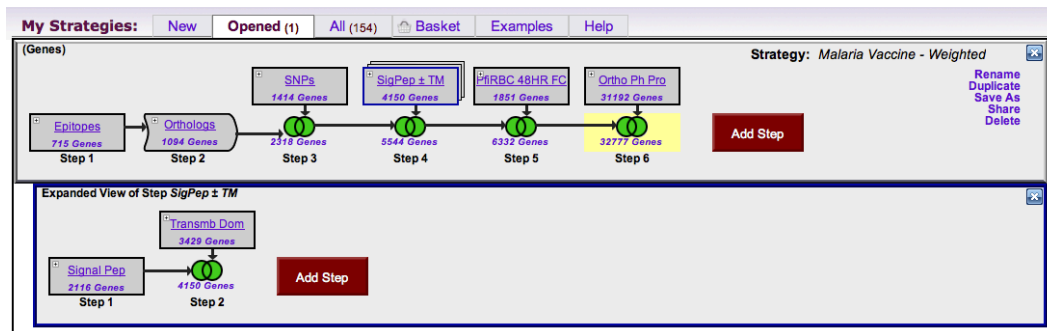 My Strategies: New Opened (1) All (154) Basket Examples Help
(Genes)
Strategy: Malaria Vaccine - Weighted
Rename
Duplicate
Save As
Share
Delete
SNPs
1414 Genes
SigPep ± TM
4150 Genes
PfiRBC 48HR FC
1851 Genes
Ortho Ph Pro
31192 Genes
Epitopes
715 Genes
Step 1
Orthologs
1094 Genes
Step 2
2318 Genes
Step 3
5544 Genes
Step 4
6332 Genes
Step 5
32777 Genes
Step 6
Add Step
Expanded View of Step SigPep ± TM
Transmb Dom
3429 Genes
Signal Pep
2116 Genes
Step 1
4150 Genes
Step 2
Add Step